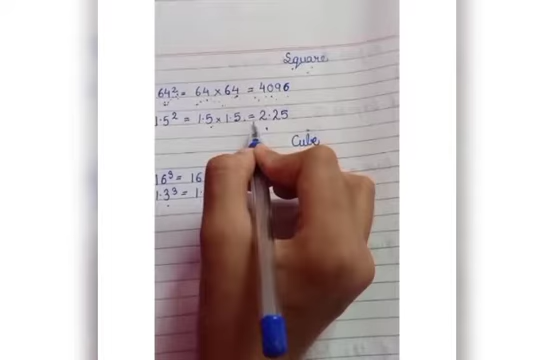 Square
64² = 64 × 64 = 4096
1.5² = 1.5 × 1.5 = 2.25
Cube
16³ = 16
1.3³ = 1.